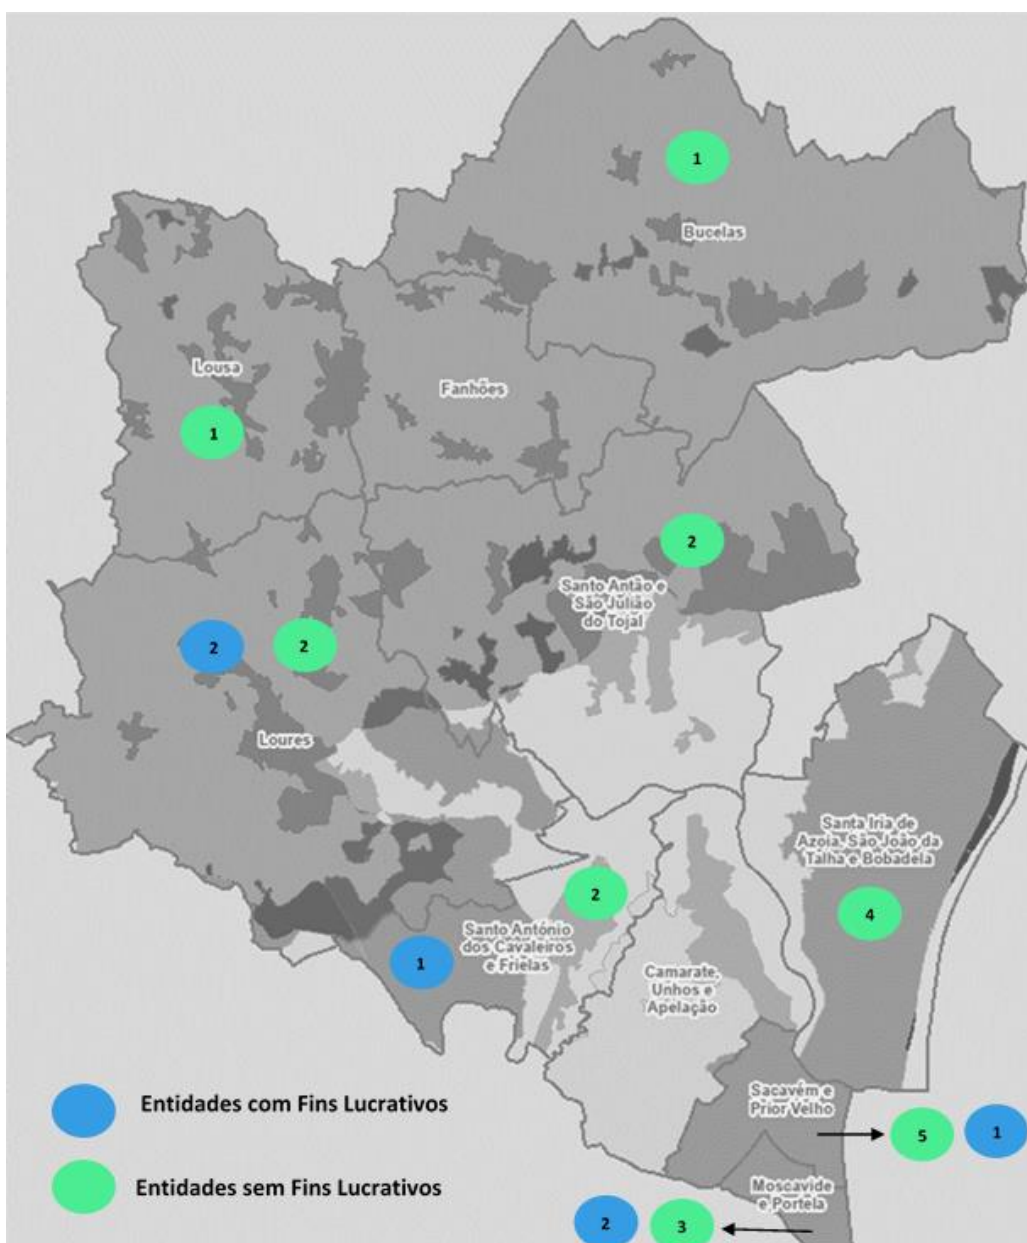 1
Bucelas
Lousa
Fanhões
1
2
Santo Antão e
São Julião
do Tojal
2
2
Loures
Santa Iria de
Azoia, São João da
Talha e Bobadela
2
4
Santo António
dos Cavaleiros
e Frielas
1
Camarate,
Unhos e
Apelação
Sacavém e
Prior Velho
Entidades com Fins Lucrativos
5
1
Entidades sem Fins Lucrativos
Moscavide
e Portela
2
3